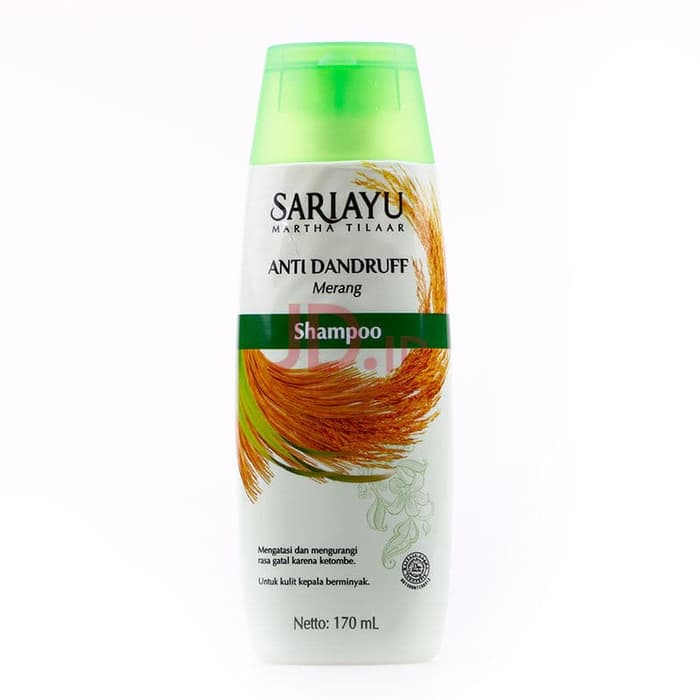 SARIAYU
MARTHA TILAAR
ANTI DANDRUFF
Merang
Shampoo
JD.ID
Mengatasi dan mengurangi
rasa gatal karena ketombe.
Untuk kulit kepala berminyak.
Netto: 170 mL